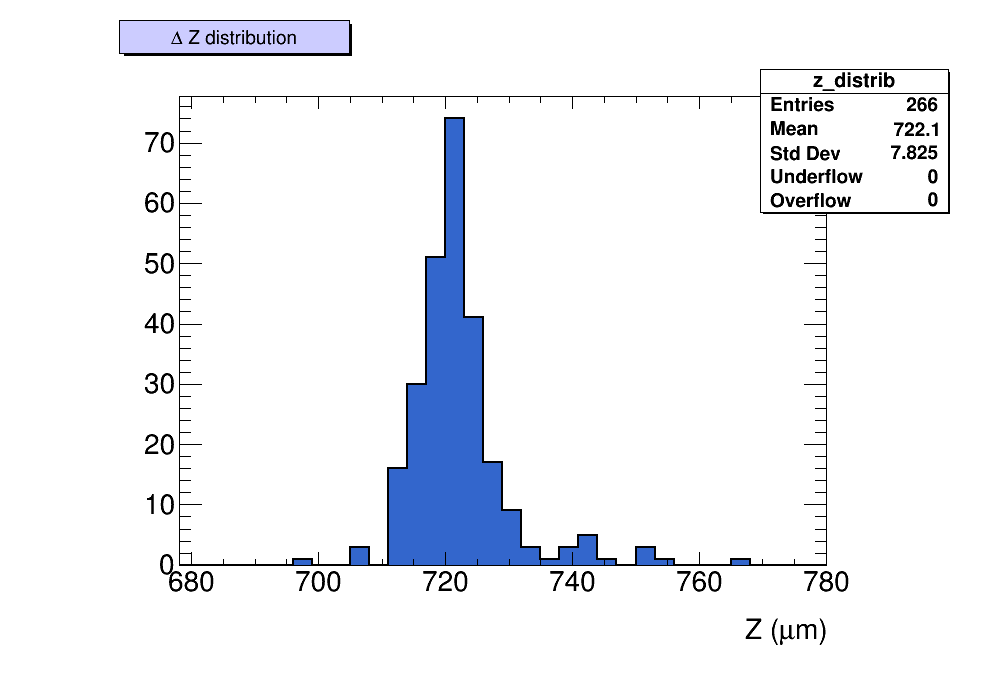 Δ Z distribution
z_distrib
Entries 266
Mean 722.1
Std Dev 7.825
Underflow 0
Overflow 0
70
60
50
40
30
20
10
0
680 700 720 740 760 780
Z (μm)